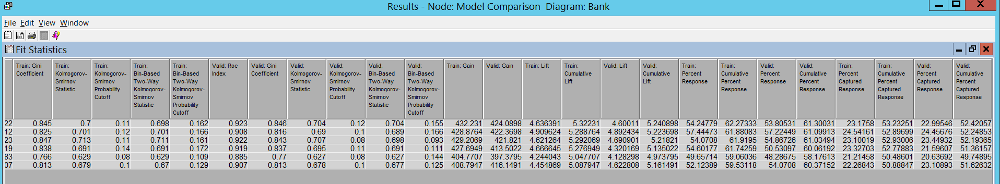 Results - Node: Model Comparison Diagram: Bank
File Edit View Window
Fit Statistics
Train: Gini Coefficient Train: Kolmogorov-Smirnov Statistic Train: Kolmogorov-Smirnov Probability Cutoff Train: Bin-Based Two-Way Kolmogorov-Smirnov Statistic Train: Bin-Based Two-Way Kolmogorov-Smirnov Probability Cutoff Valid: Roc Index Valid: Gini Coefficient Valid: Kolmogorov-Smirnov Statistic Valid: Kolmogorov-Smirnov Probability Cutoff Valid: Bin-Based Two-Way Kolmogorov-Smirnov Statistic Valid: Bin-Based Two-Way Kolmogorov-Smirnov Probability Cutoff Train: Gain Valid: Gain Train: Lift Train: Cumulative Lift Valid: Lift Valid: Cumulative Lift Train: Percent Response Train: Cumulative Percent Response Valid: Percent Response Valid: Cumulative Percent Response Train: Percent Captured Response Train: Cumulative Percent Captured Response Valid: Percent Captured Response Valid: Cumulative Percent Captured Response
22 0.845 0.7 0.11 0.698 0.162 0.923 0.846 0.704 0.12 0.704 0.155 432.231 424.0898 4.636391 5.32231 4.60011 5.240898 54.24779 62.27333 53.80531 61.30031 23.1758 53.23251 22.99546 52.42057
12 0.825 0.701 0.12 0.701 0.166 0.908 0.816 0.69 0.1 0.689 0.166 428.8764 422.3698 4.909624 5.288764 4.892434 5.223698 57.44473 61.88083 57.22449 61.09913 24.54161 52.89699 24.45676 52.24853
23 0.847 0.713 0.11 0.711 0.161 0.922 0.843 0.707 0.08 0.698 0.093 429.2069 421.821 4.621264 5.292069 4.690901 5.21821 54.0708 61.9195 54.86726 61.03494 23.10019 52.93006 23.44932 52.19365
19 0.838 0.691 0.14 0.691 0.172 0.919 0.837 0.695 0.11 0.691 0.111 427.6949 413.5022 4.666645 5.276949 4.320169 5.135022 54.60177 61.74259 50.53097 60.06192 23.32703 52.77883 21.59607 51.36157
33 0.766 0.629 0.08 0.629 0.109 0.885 0.77 0.627 0.08 0.627 0.144 404.7707 397.3795 4.244043 5.047707 4.128298 4.973795 49.65714 59.06036 48.28675 58.17613 21.21458 50.48601 20.63692 49.74895
07 0.813 0.679 0.1 0.67 0.129 0.907 0.813 0.678 0.1 0.677 0.125 408.7947 416.1491 4.454869 5.087947 4.622808 5.161491 52.12389 59.53118 54.0708 60.37152 22.26843 50.88847 23.10893 51.62632